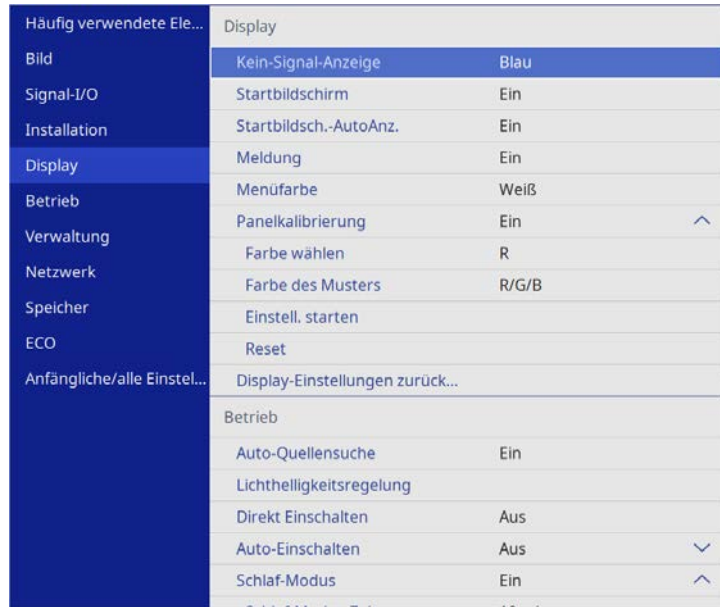 Häufig verwendete Ele...
Bild
Signal-I/O
Installation
Display
Betrieb
Verwaltung
Netzwerk
Speicher
ECO
Anfängliche/alle Einstel...
Display
Kein-Signal-Anzeige Blau
Startbildschirm Ein
Startbildsch.-AutoAnz. Ein
Meldung Ein
Menüfarbe Weiß
Panelkalibrierung Ein
Farbe wählen R
Farbe des Musters R/G/B
Einstell. starten
Reset
Display-Einstellungen zurück...
Betrieb
Auto-Quellensuche Ein
Lichthelligkeitsregelung
Direkt Einschalten Aus
Auto-Einschalten Aus
Schlaf-Modus Ein